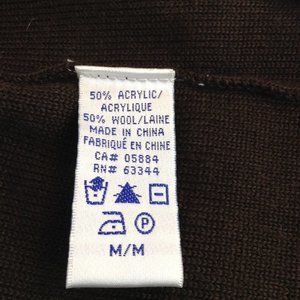 50% ACRYLIC/
ACRYLIQUE
50% WOOL/LAINE
MADE IN CHINA
FABRIQUÉ EN CHINE
CA# 05884
RN# 63344
P
M/M